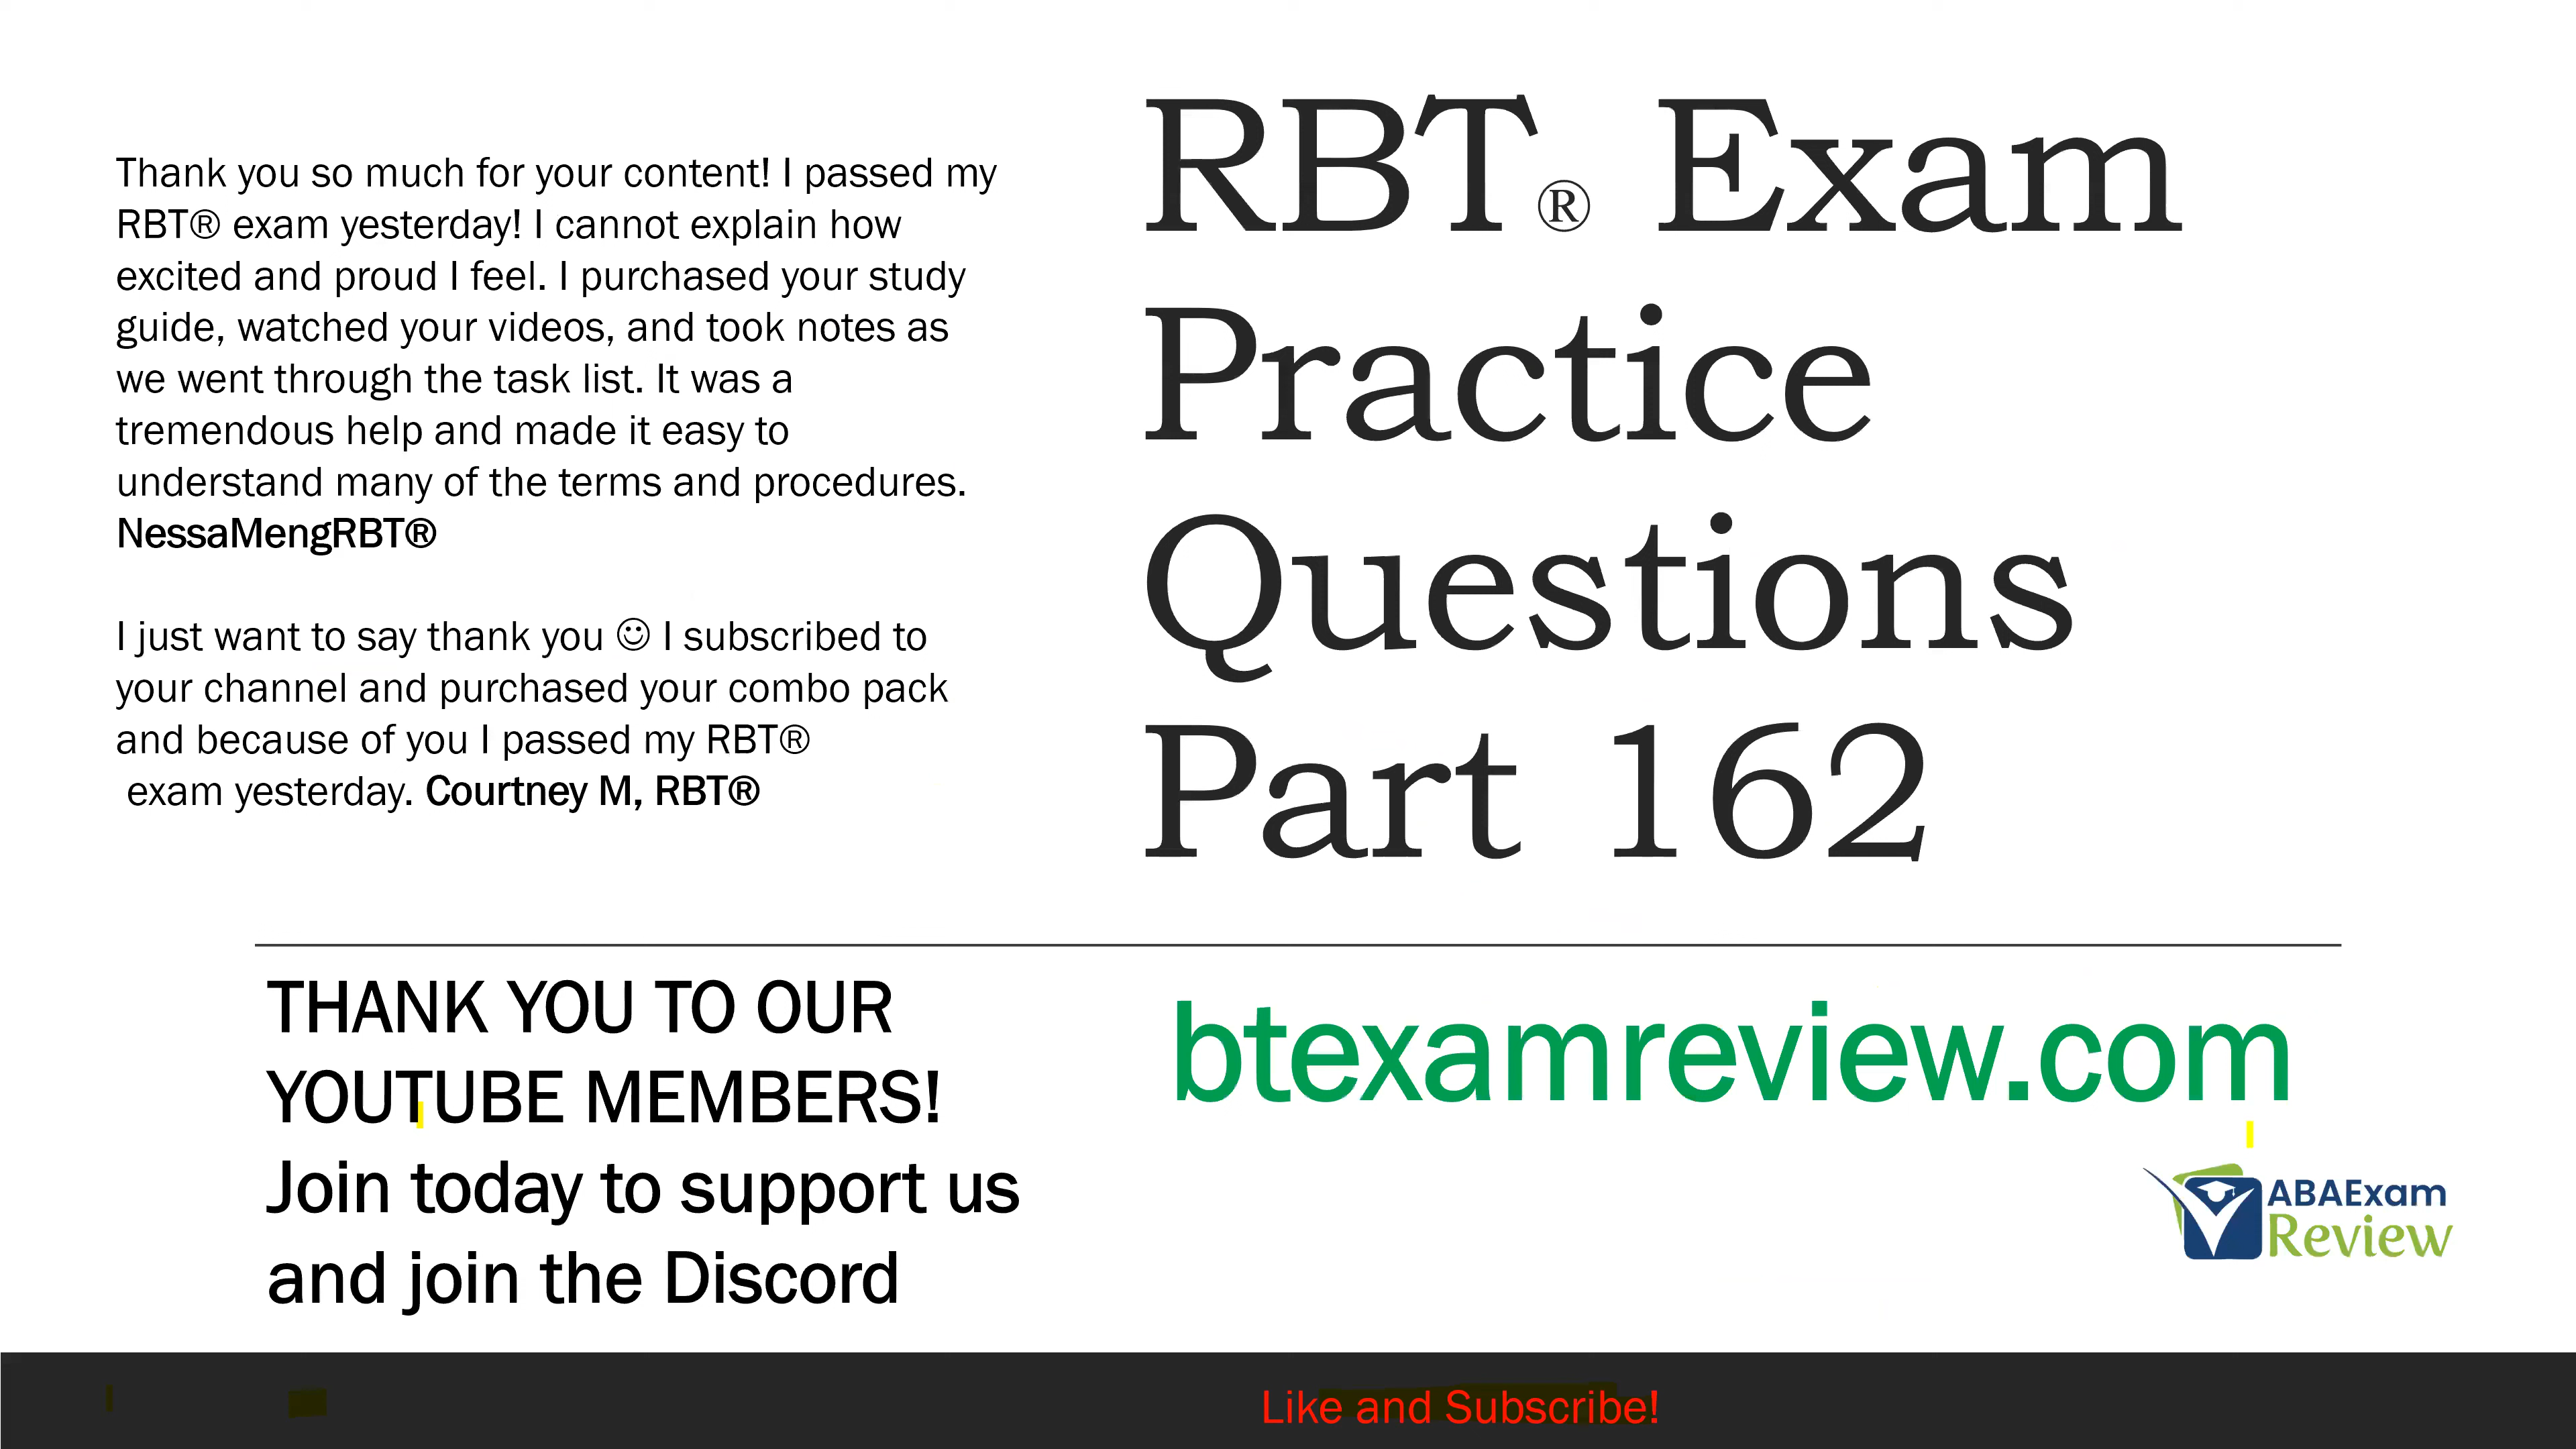 Thank you so much for your content! I passed my
RBT® exam yesterday! I cannot explain how
excited and proud I feel. I purchased your study
guide, watched your videos, and took notes as
we went through the task list. It was a
tremendous help and made it easy to
understand many of the terms and procedures.
NessaMengRBT®
I just want to say thank you ☺ I subscribed to
your channel and purchased your combo pack
and because of you I passed my RBT®
exam yesterday. Courtney M, RBT®
RBT® Exam
Practice
Questions
Part 162
THANK YOU TO OUR
YOUTUBE MEMBERS!
Join today to support us
and join the Discord
btexamreview.com
ABAExam
Review
Like and Subscribe!